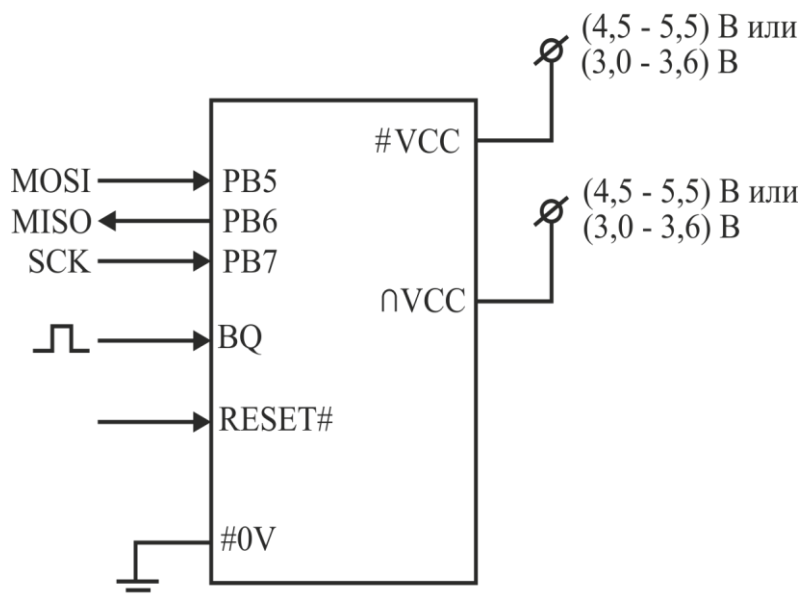 (4,5 - 5,5) В или
(3,0 - 3,6) В
#VCC
MOSI
PB5
(4,5 - 5,5) В или
(3,0 - 3,6) В
MISO
PB6
SCK
PB7
∩VCC
BQ
RESET#
#0V